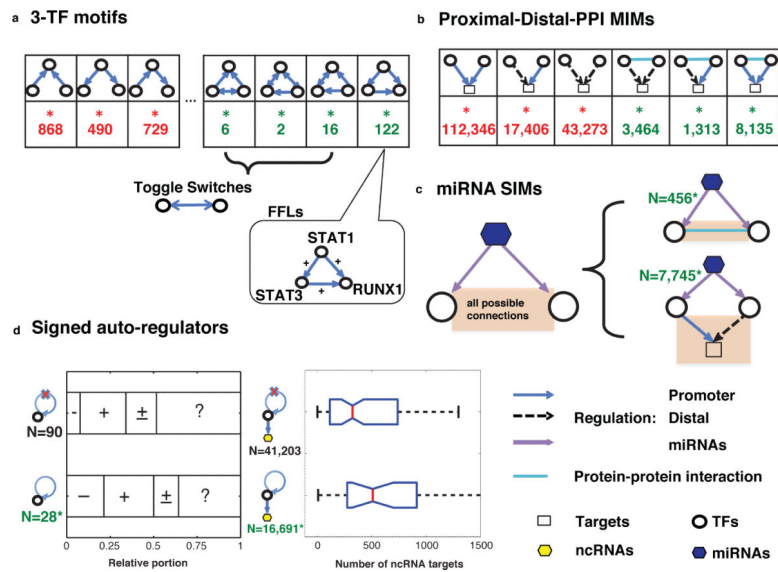 a 3-TF motifs
* * * ... * * * *
868 490 729 6 2 16 122
Toggle Switches
FFLs
STAT1
+ +
STAT3 + RUNX1
b Proximal-Distal-PPI MIMs
* * * * * *
112,346 17,406 43,273 3,464 1,313 8,135
c miRNA SIMs
all possible
connections
N=456*
N=7,745*
d Signed auto-regulators
- + ± ?
N=90
− + ± ?
N=28*
0 0.25 0.5 0.75 1
Relative portion
N=41,203
N=16,691*
0 500 1000 1500
Number of ncRNA targets
Promoter
Regulation: Distal
miRNAs
Protein-protein interaction
Targets TFs
ncRNAs miRNAs